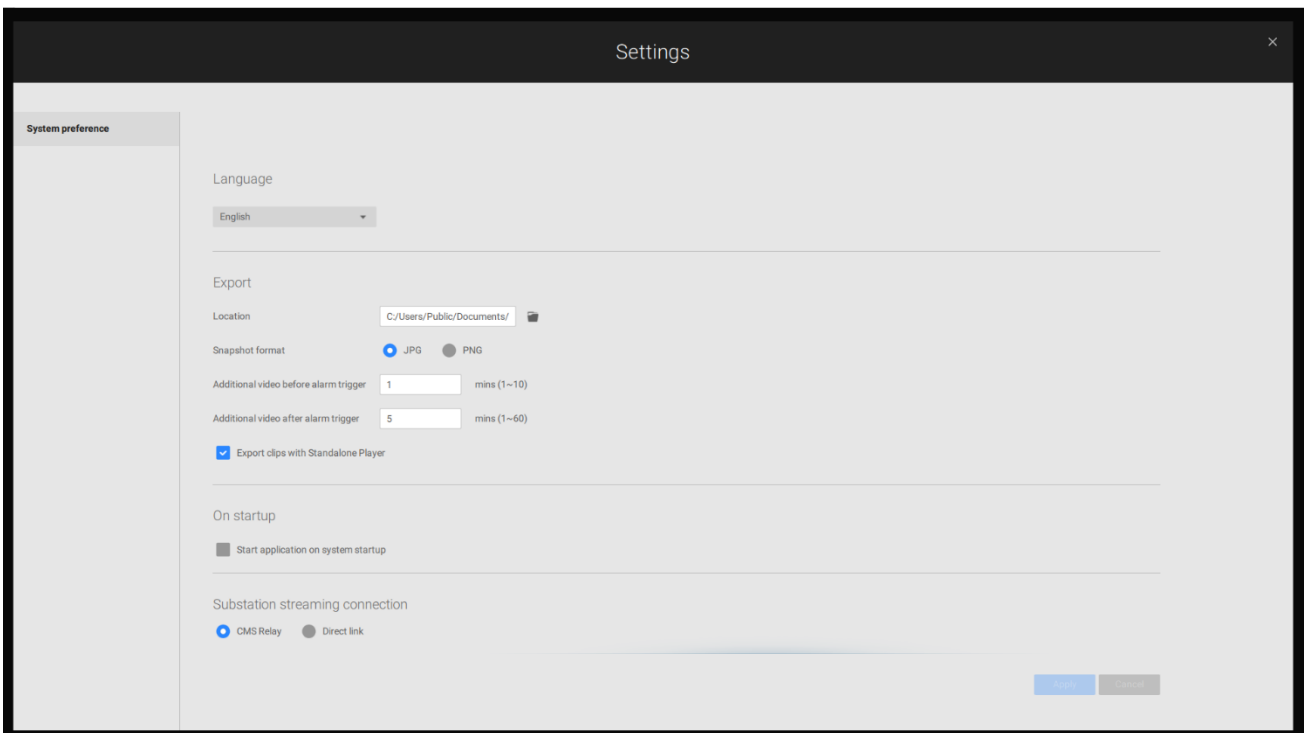 Settings
System preference
Language
English
Export
Location C:/Users/Public/Documents/
Snapshot format JPG PNG
Additional video before alarm trigger 1 mins (1~10)
Additional video after alarm trigger 5 mins (1~60)
Export clips with Standalone Player
On startup
Start application on system startup
Substation streaming connection
CMS Relay Direct link
Apply Cancel